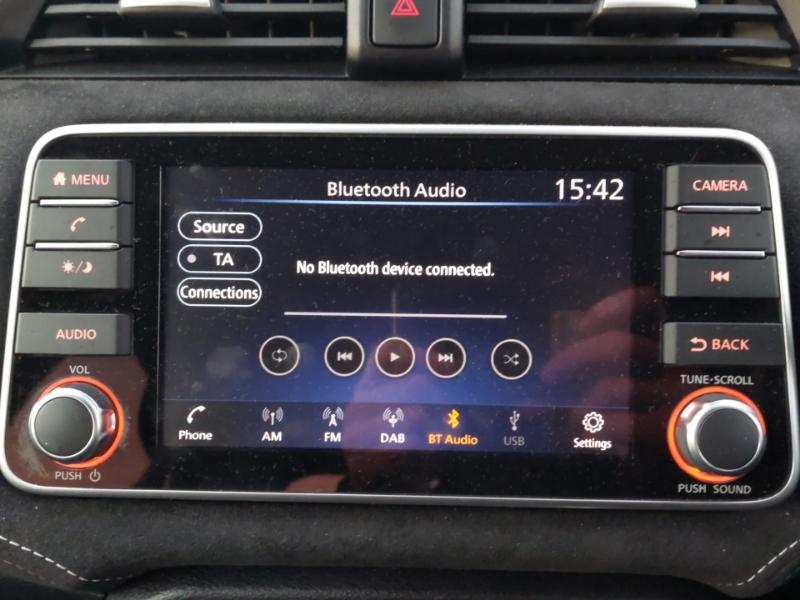 MENU
AUDIO
VOL
PUSH
Bluetooth Audio
15:42
Source
TA
Connections
No Bluetooth device connected.
Phone
AM
FM
DAB
BT Audio
USB
Settings
CAMERA
BACK
TUNE·SCROLL
PUSH SOUND